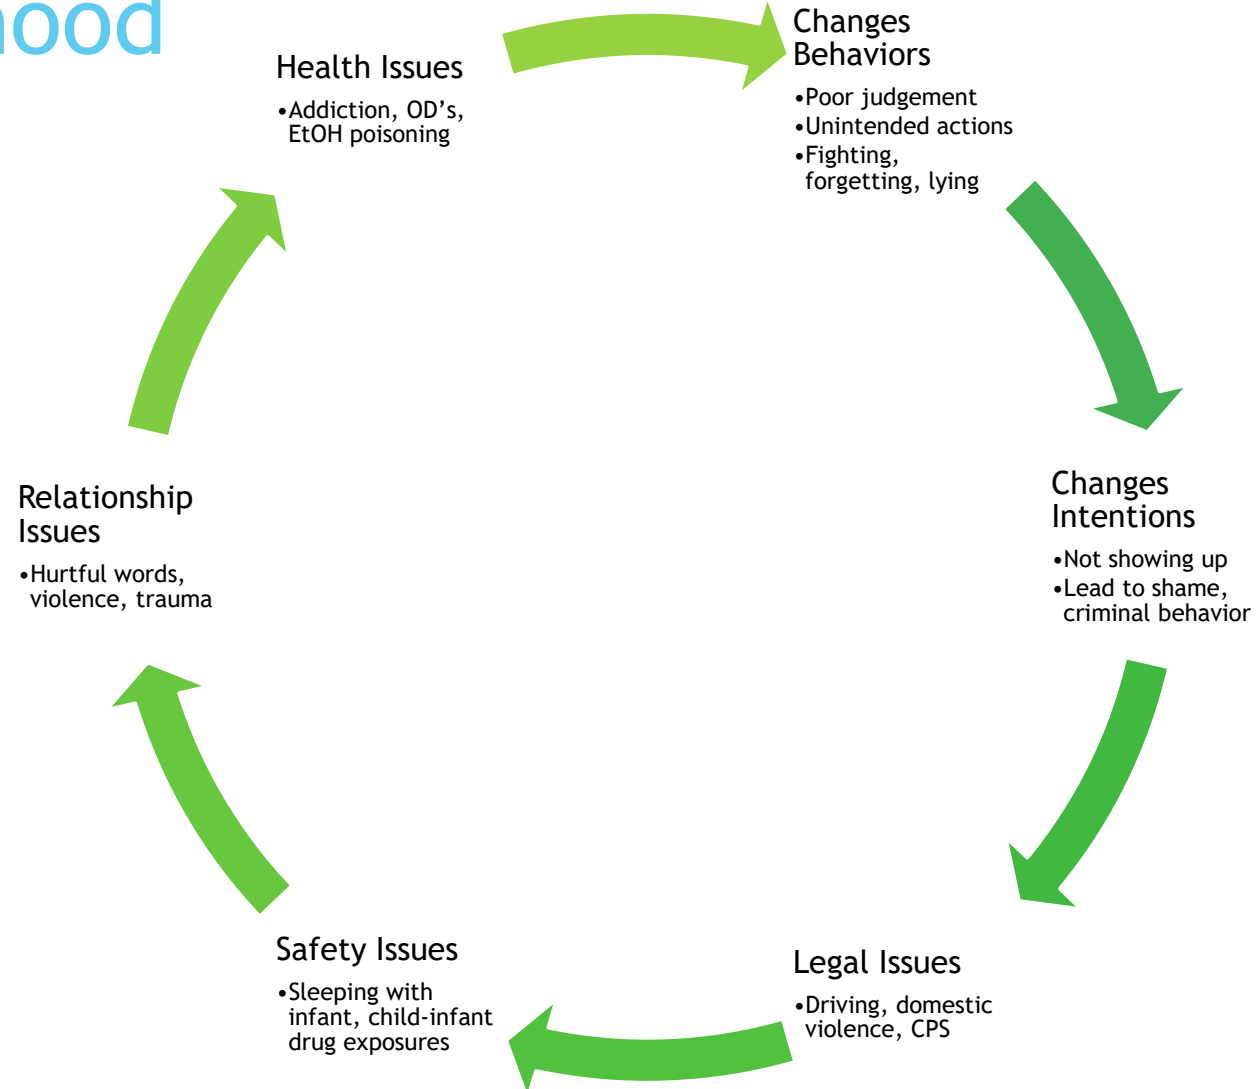 Health Issues
•Addiction, OD's,
EtOH poisoning
Changes
Behaviors
•Poor judgement
•Unintended actions
•Fighting,
forgetting, lying
Changes
Intentions
•Not showing up
•Lead to shame,
criminal behavior
Legal Issues
•Driving, domestic
violence, CPS
Safety Issues
•Sleeping with
infant, child-infant
drug exposures
Relationship
Issues
•Hurtful words,
violence, trauma